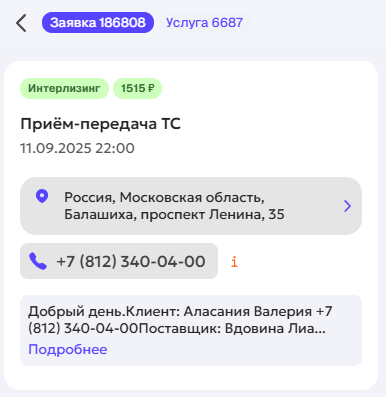 Заявка 186808 Услуга 6687
Интерлизинг 1515 ₽
Приём-передача ТС
11.09.2025 22:00
Россия, Московская область,
Балашиха, проспект Ленина, 35
+7 (812) 340-04-00 i
Добрый день.Клиент: Аласания Валерия +7
(812) 340-04-00Поставщик: Вдовина Лиа...
Подробнее